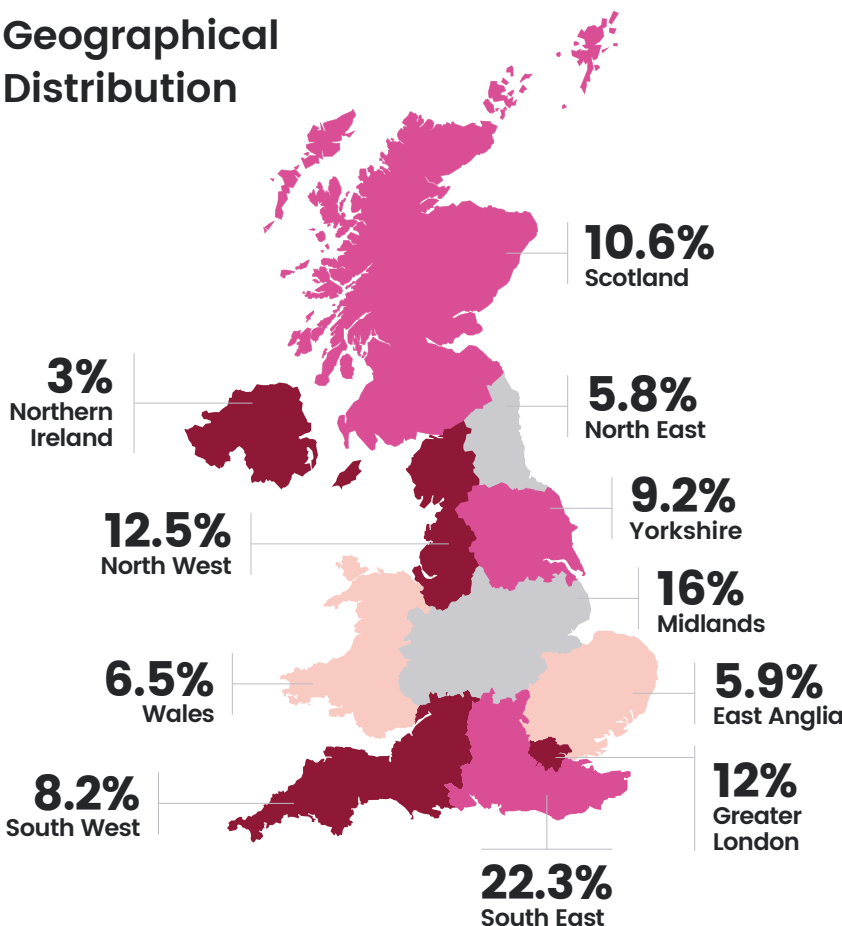 Geographical
Distribution
10.6%
Scotland
3%
Northern
Ireland
5.8%
North East
9.2%
Yorkshire
12.5%
North West
16%
Midlands
6.5%
Wales
5.9%
East Anglia
8.2%
South West
12%
Greater
London
22.3%
South East